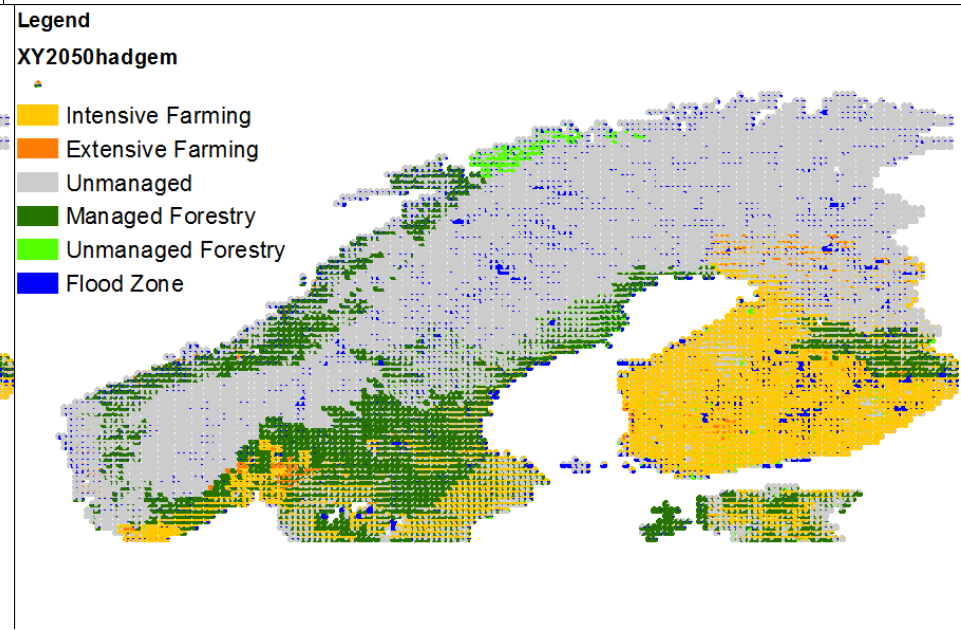 Legend
XY2050hadgem
Intensive Farming
Extensive Farming
Unmanaged
Managed Forestry
Unmanaged Forestry
Flood Zone